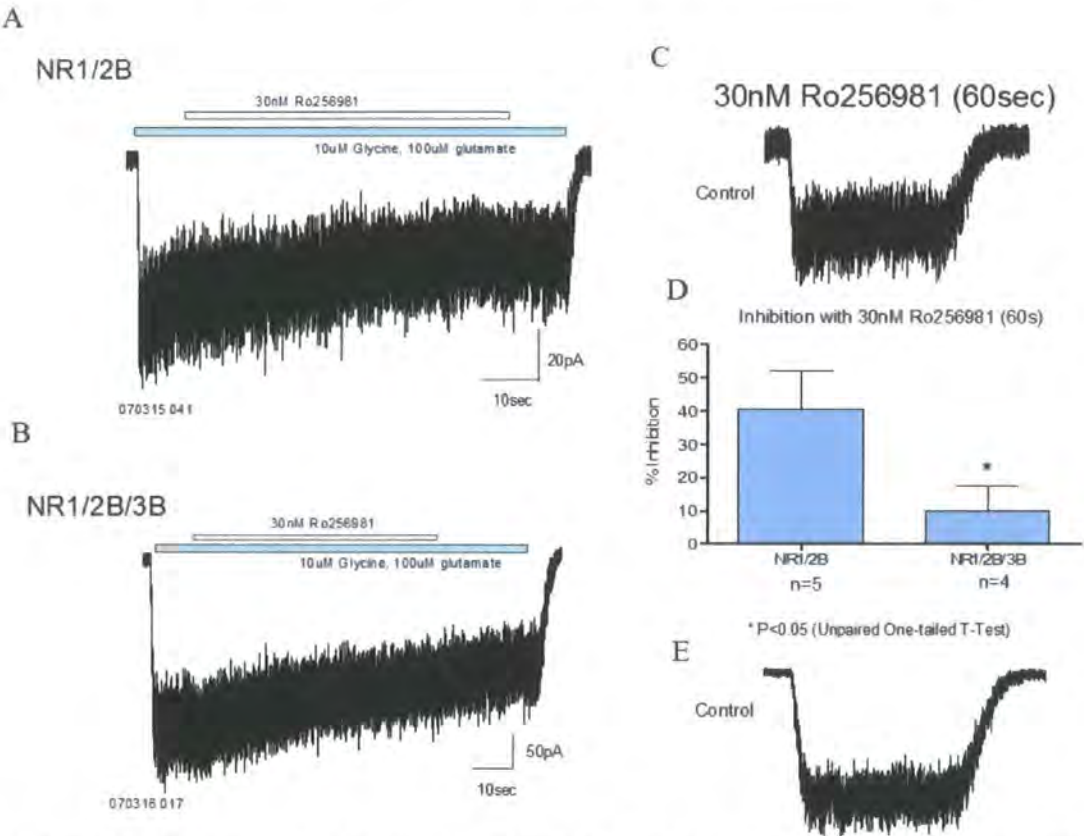 A
NR1/2B
30nM Ro256981
10uM Glycine, 100uM glutamate
20pA
10sec
070315 041
B
NR1/2B/3B
30nM Ro256981
10uM Glycine, 100uM glutamate
50pA
10sec
070316 017
C
30nM Ro256981 (60sec)
Control
D
Inhibition with 30nM Ro256981 (60s)
% Inhibition
60
50
40
30
20
10
0
*
NR1/2B
n=5
NR1/2B/3B
n=4
* P<0.05 (Unpaired One-tailed T-Test)
E
Control